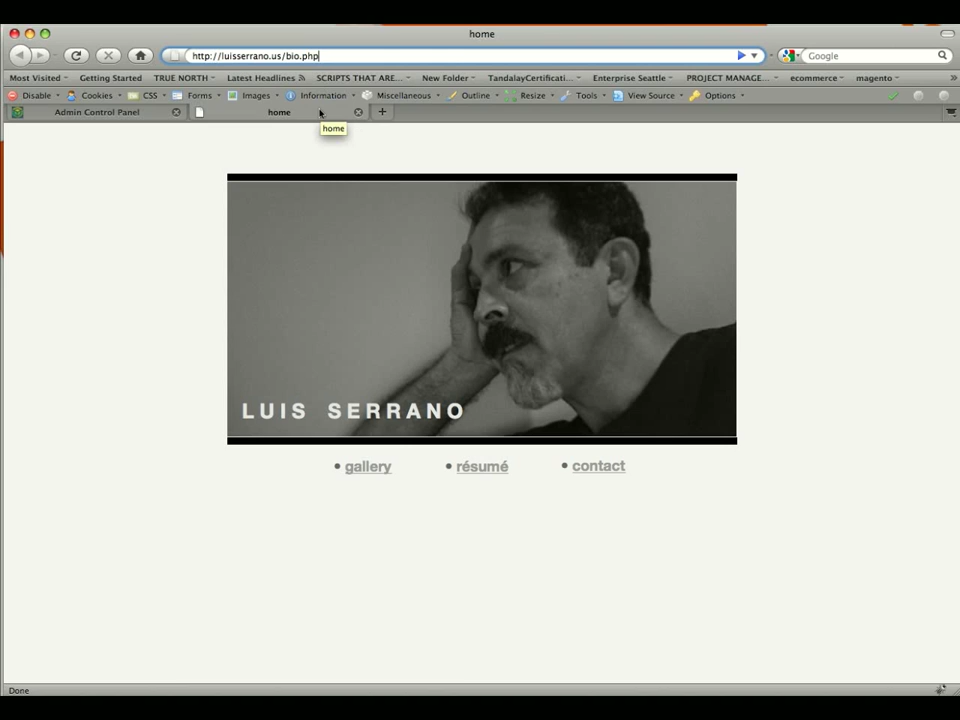 home
http://luisserrano.us/bio.php
Google
Most Visited Getting Started TRUE NORTH Latest Headlines SCRIPTS THAT ARE... New Folder TandalayCertificati... Enterprise Seattle PROJECT MANAGE... ecommerce magento »
Disable Cookies CSS Forms Images Information Miscellaneous Outline Resize Tools View Source Options
Admin Control Panel home +
home
LUIS SERRANO
• gallery • résumé • contact
Done